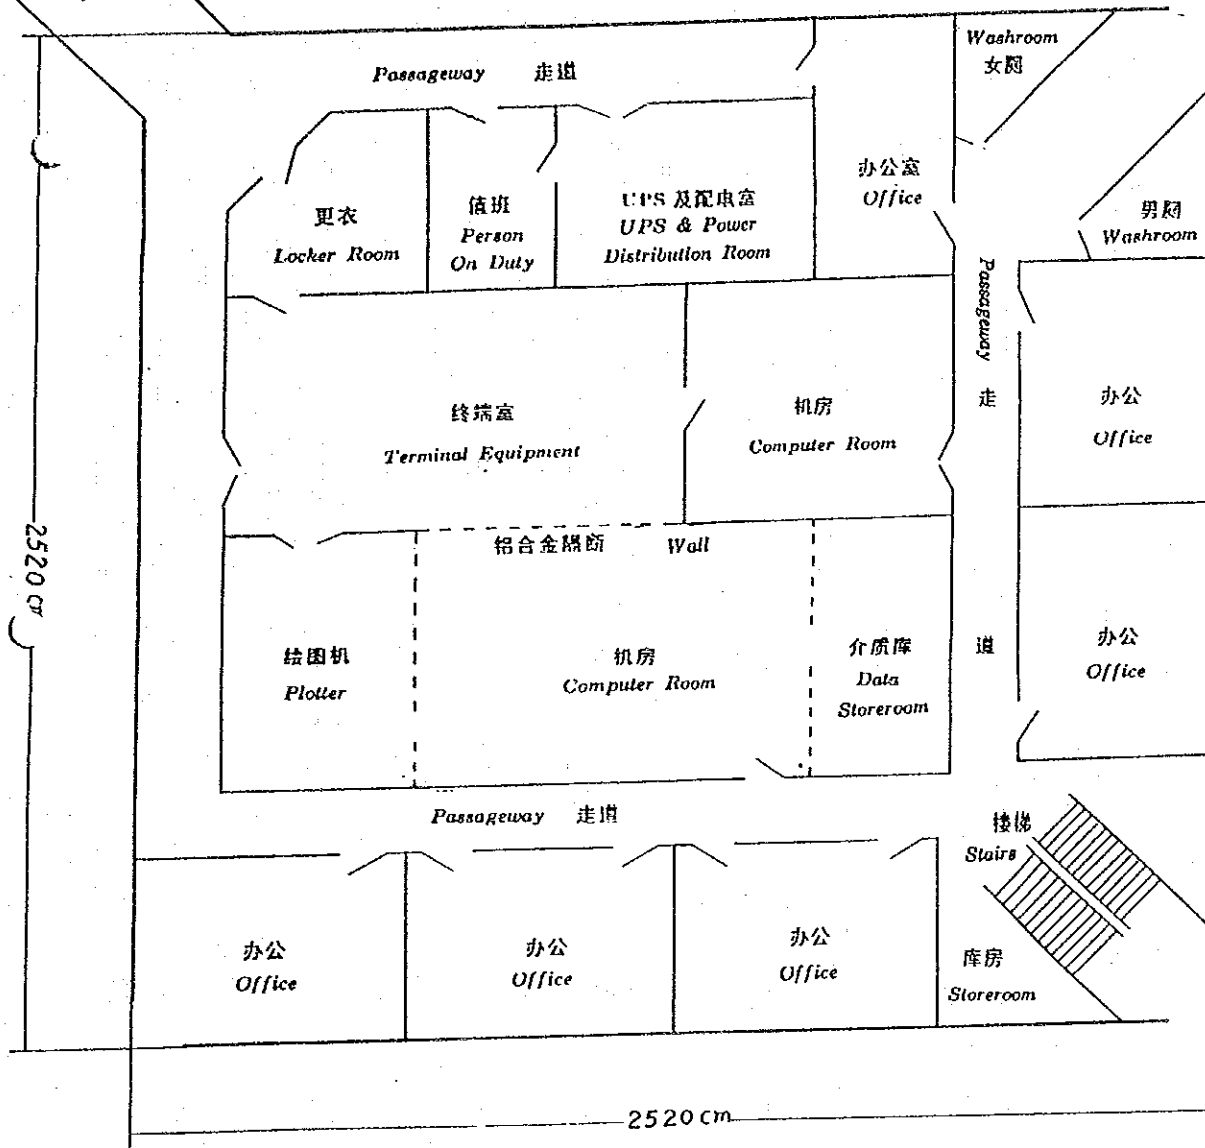 Washroom
女厕
Passageway 走道
办公室
Office
UPS 及配电室
UPS & Power
Distribution Room
值班
Person
On Duty
更衣
Locker Room
男厕
Washroom
Passageway 走
道
终端室
Terminal Equipment
机房
Computer Room
办公
Office
铝合金隔断 Wall
2520cm
绘图机
Plotter
机房
Computer Room
介质库
Data
Storeroom
办公
Office
Passageway 走道
楼梯
Stairs
办公
Office
办公
Office
办公
Office
库房
Storeroom
2520cm